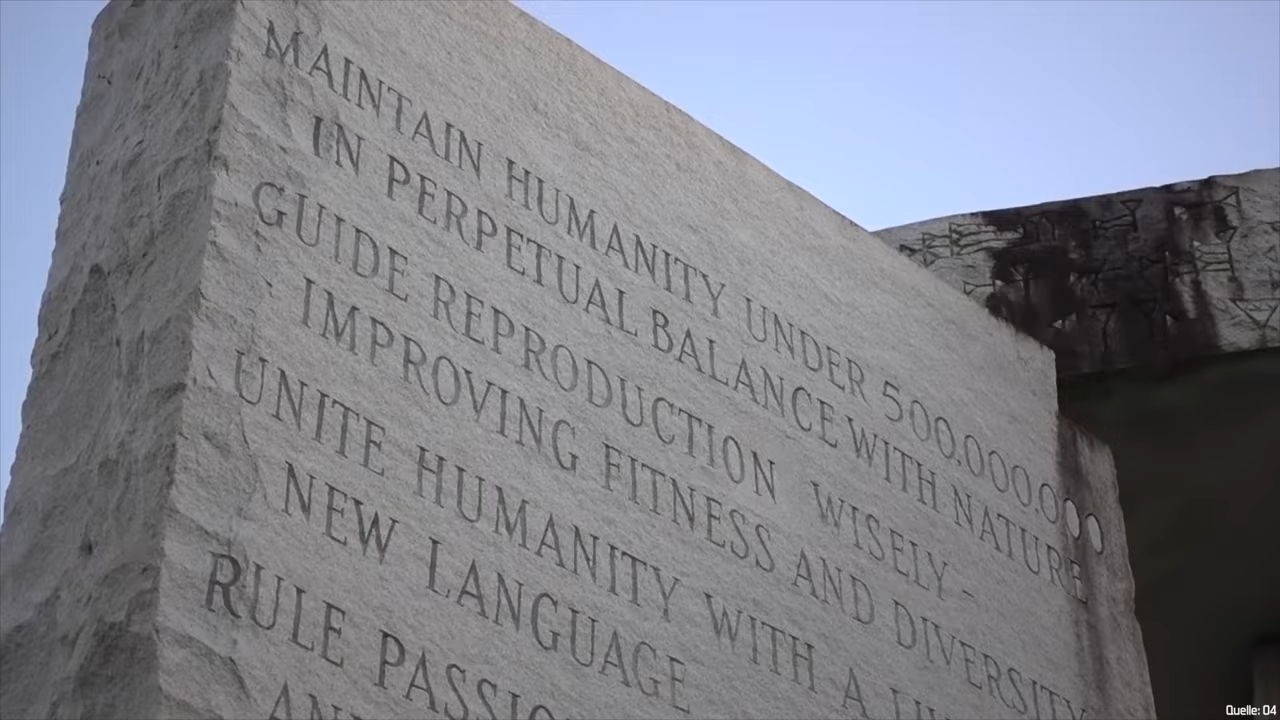 MAINTAIN HUMANITY UNDER 500,000,000
IN PERPETUAL BALANCE WITH NATURE
GUIDE REPRODUCTION WISELY -
IMPROVING FITNESS AND DIVERSITY
UNITE HUMANITY WITH A
NEW LANGUAGE
RULE
Quelle: 04